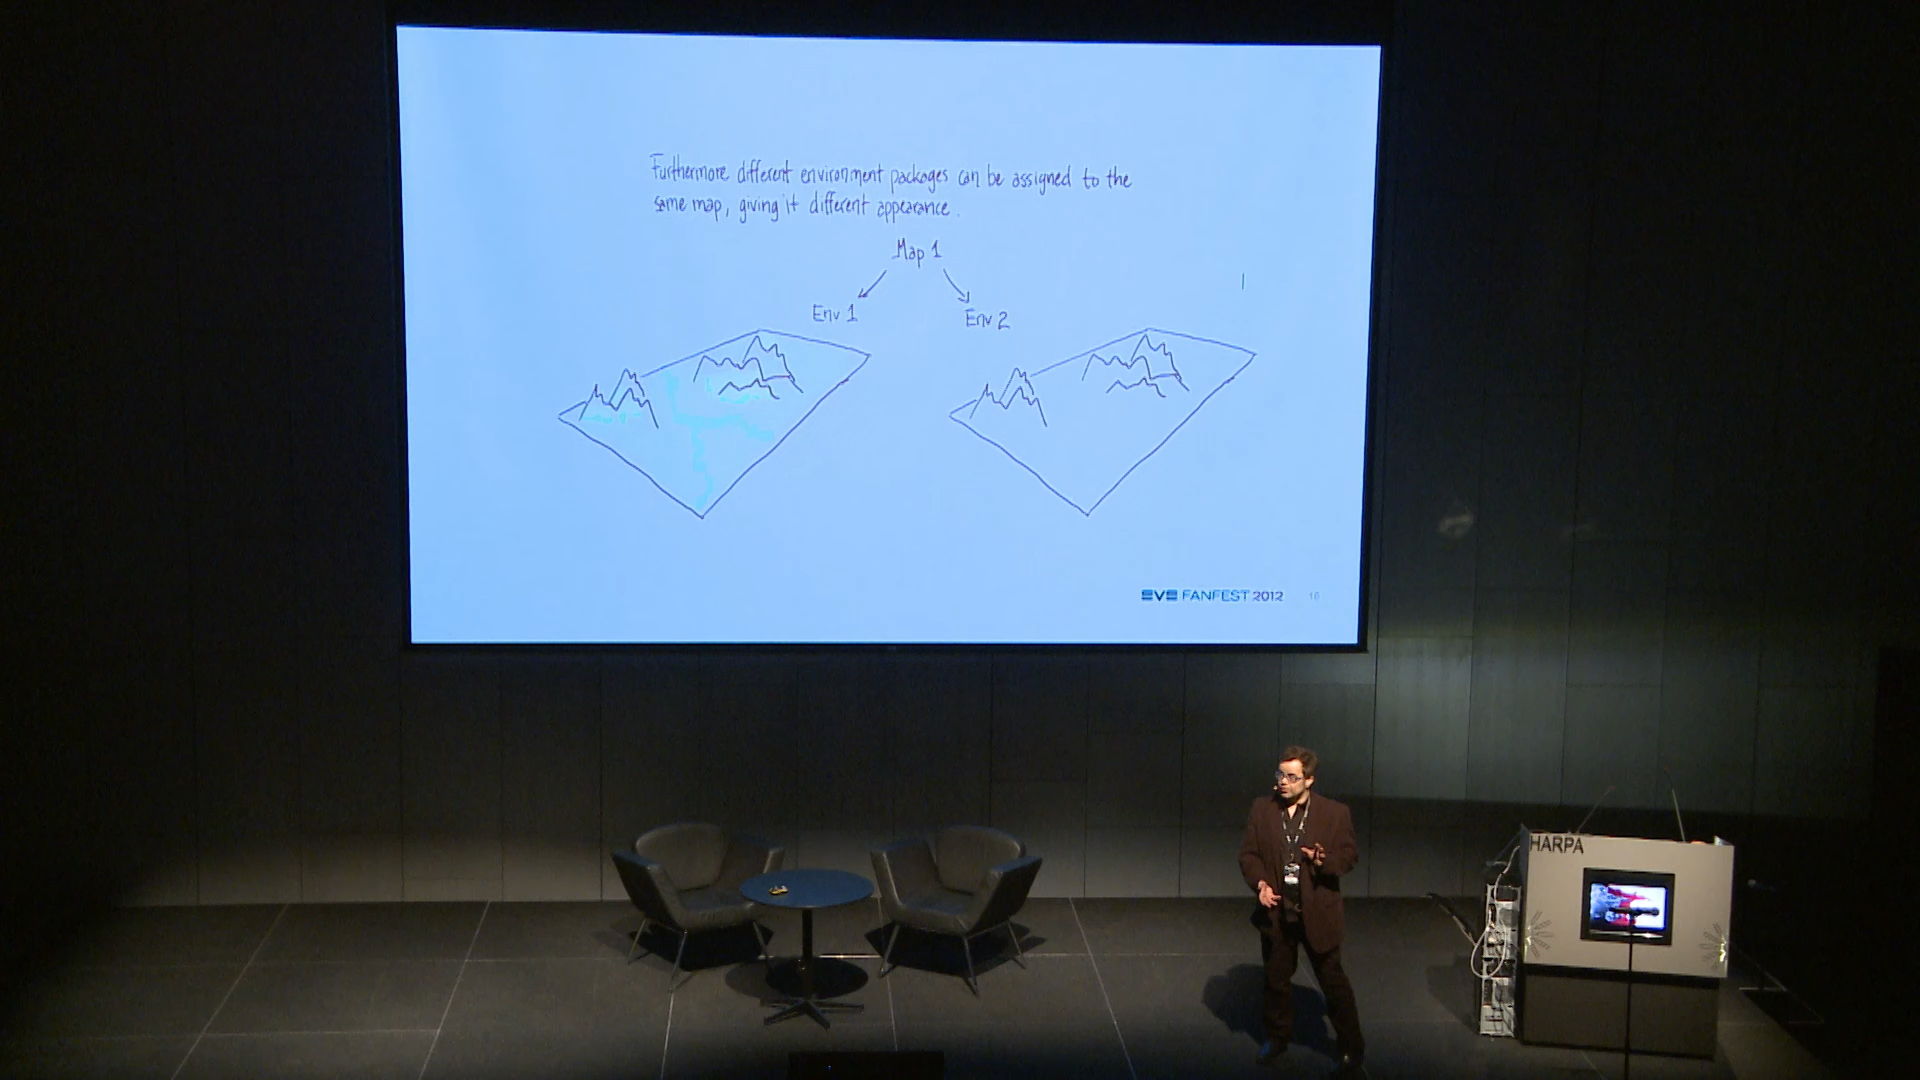 Furthermore different environment packages can be assigned to the
same map, giving it different appearance.
Map 1
Env 1
Env 2
EVE FANFEST 2012
16
HARPA